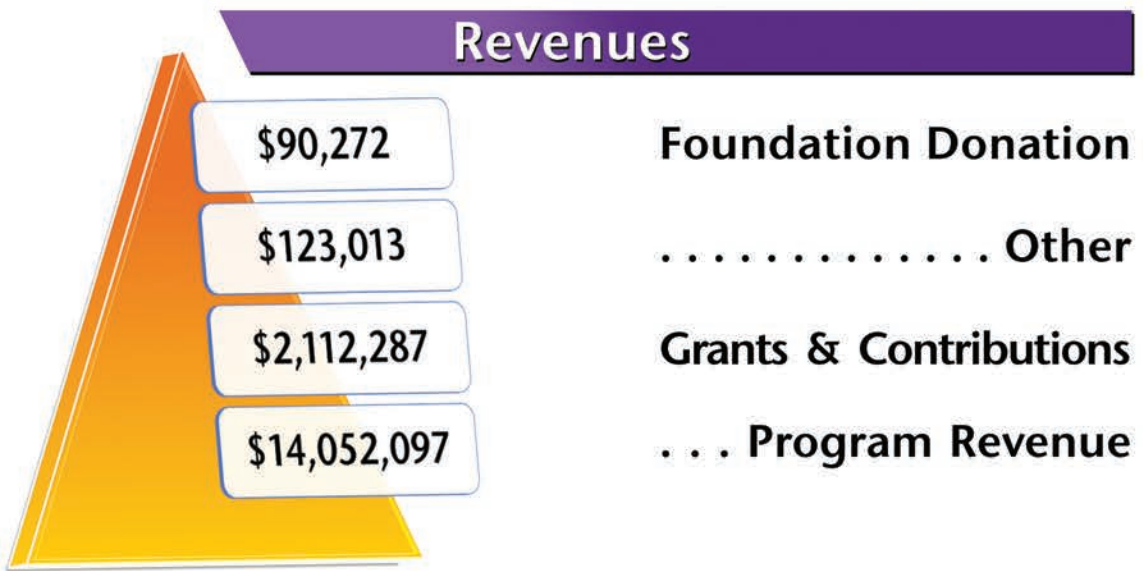 Revenues
$90,272 Foundation Donation
$123,013 . . . . . . . . . . . . . Other
$2,112,287 Grants & Contributions
$14,052,097 . . . Program Revenue